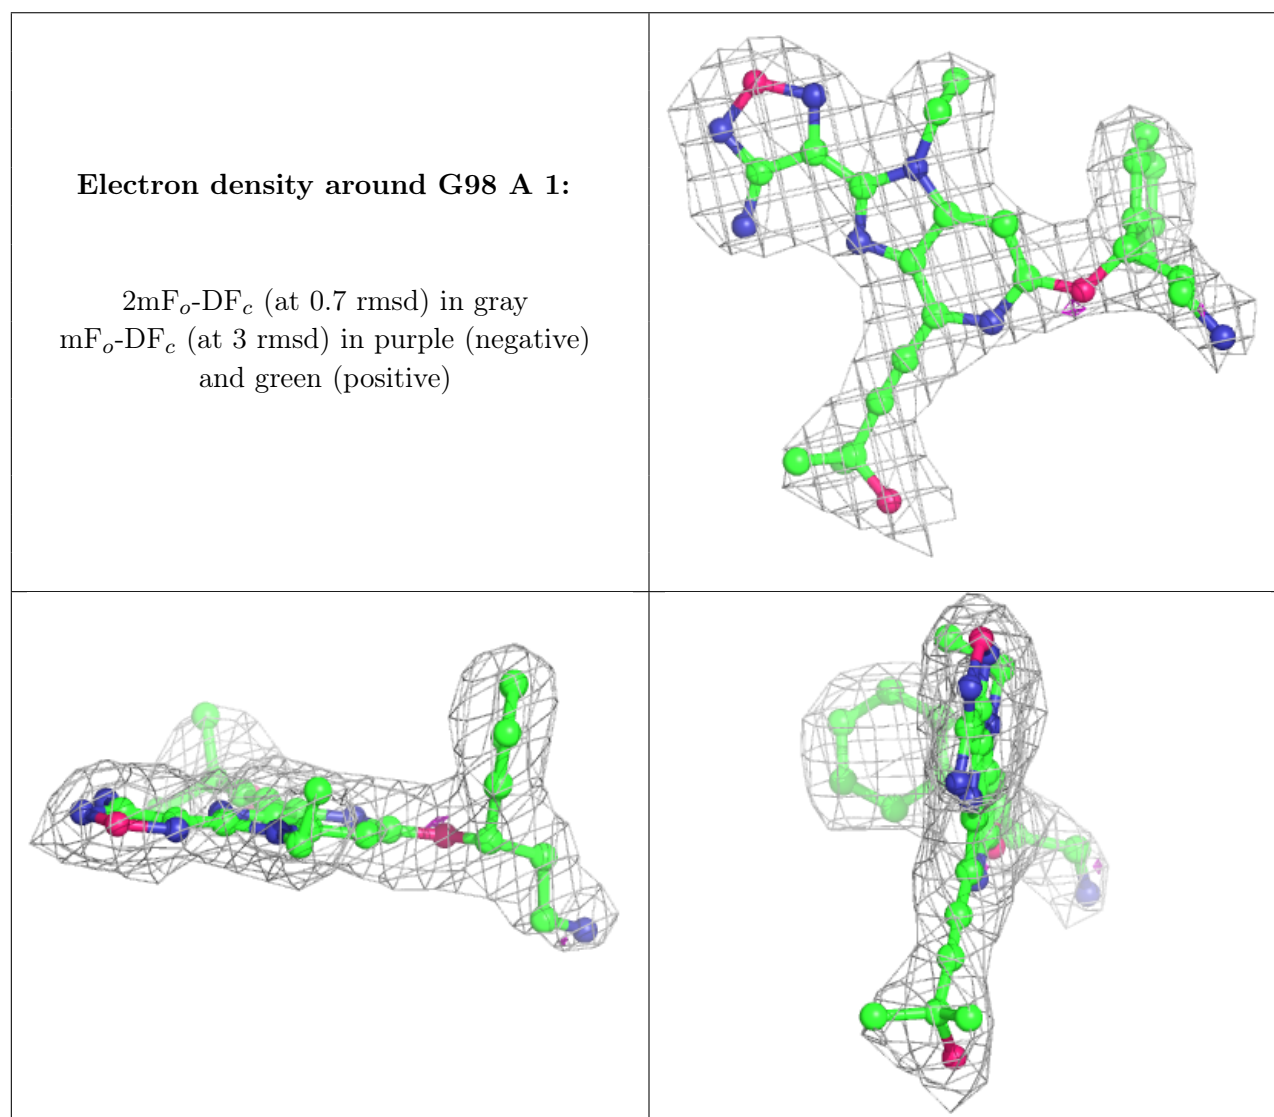 Electron density around G98 A 1:
2mFo-DFc (at 0.7 rmsd) in gray
mFo-DFc (at 3 rmsd) in purple (negative)
and green (positive)